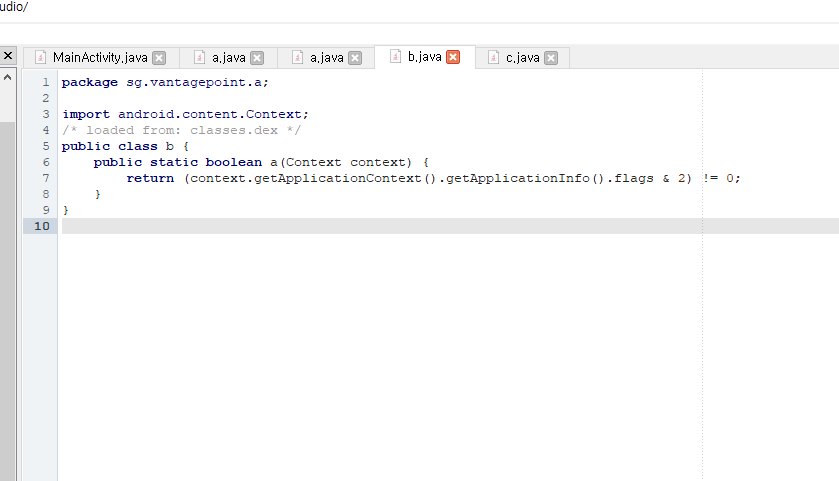 udio/
MainActivity.java
a.java
a.java
b.java
c.java
1 package sg.vantagepoint.a;
2
3 import android.content.Context;
4 /* loaded from: classes.dex */
5 public class b {
6     public static boolean a(Context context) {
7         return (context.getApplicationContext().getApplicationInfo().flags & 2) != 0;
8     }
9 }
10